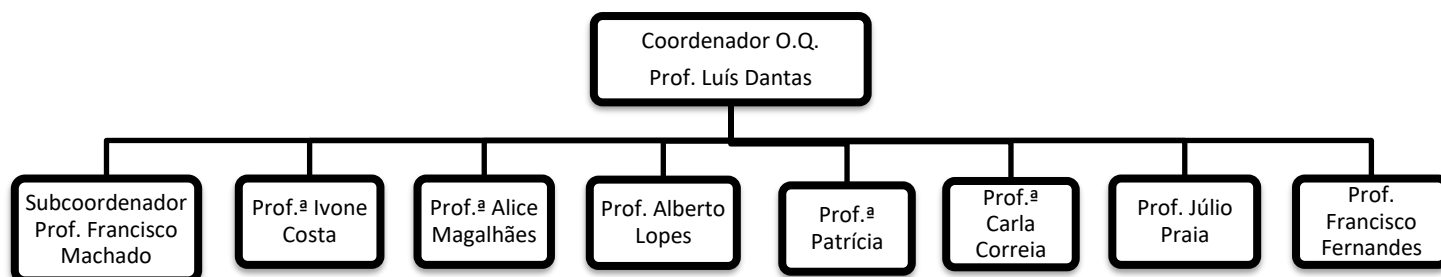 Coordenador O.Q.
Prof. Luís Dantas
Subcoordenador
Prof. Francisco
Machado
Prof.ª Ivone
Costa
Prof.ª Alice
Magalhães
Prof. Alberto
Lopes
Prof.ª
Patrícia
Prof.ª
Carla
Correia
Prof. Júlio
Praia
Prof.
Francisco
Fernandes